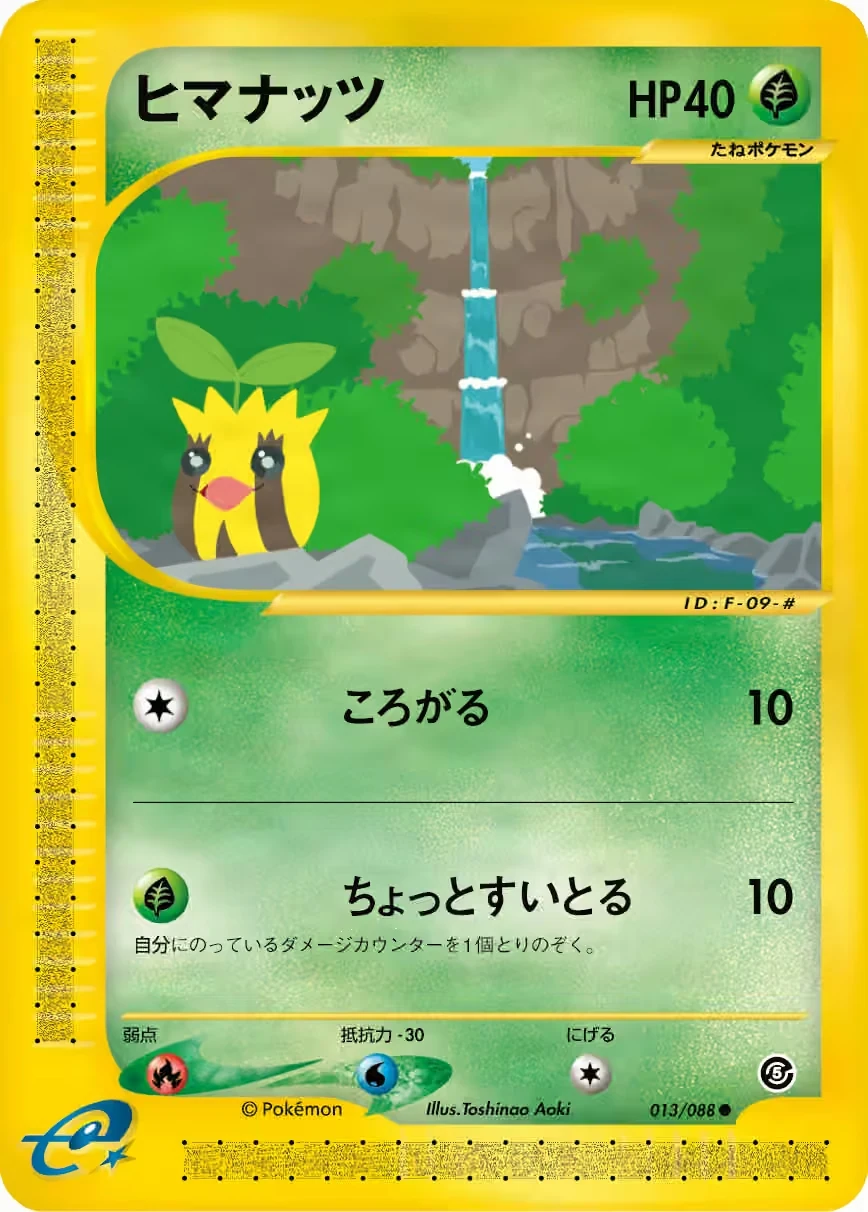 ヒマナッツ
HP40
たねポケモン
ID:F-09-#
ころがる 10
ちょっとすいとる 10
自分にのっているダメージカウンターを1個とりのぞく。
弱点 抵抗力 -30 にげる
5
© Pokémon Illus.Toshinao Aoki 013/088●
e